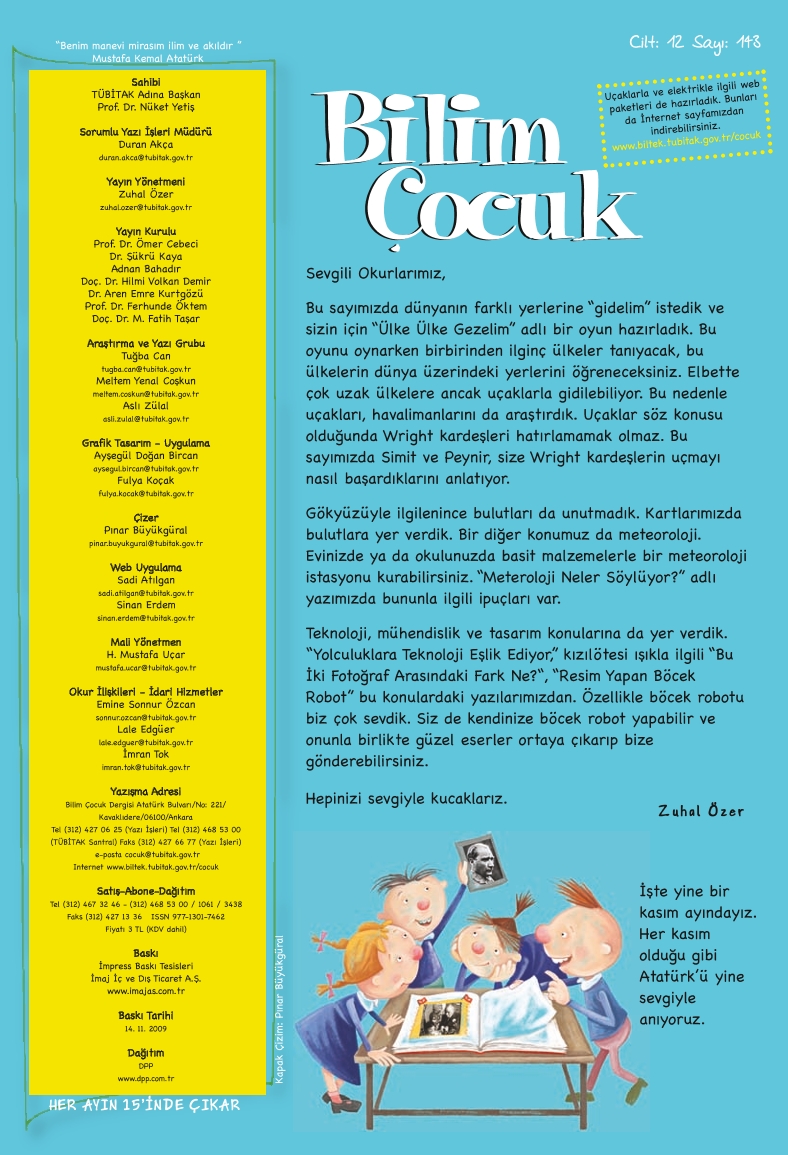 "Benim manevi mirasım ilim ve akıldır "
Mustafa Kemal Atatürk
Sahibi
TÜBİTAK Adına Başkan
Prof. Dr. Nüket Yetiş
Sorumlu Yazı İşleri Müdürü
Duran Akça
duran.akca@tubitak.gov.tr
Yayın Yönetmeni
Zuhal Özer
zuhal.ozer@tubitak.gov.tr
Yayın Kurulu
Prof. Dr. Ömer Cebeci
Dr. Şükrü Kaya
Adnan Bahadır
Doç. Dr. Hilmi Volkan Demir
Dr. Aren Emre Kurtgözü
Prof. Dr. Ferhunde Öktem
Doç. Dr. M. Fatih Taşar
Araştırma ve Yazı Grubu
Tuğba Can
tugba.can@tubitak.gov.tr
Meltem Yenal Coşkun
meltem.coskun@tubitak.gov.tr
Aslı Zülal
asli.zulal@tubitak.gov.tr
Grafik Tasarım - Uygulama
Ayşegül Doğan Bircan
aysegul.bircan@tubitak.gov.tr
Fulya Koçak
fulya.kocak@tubitak.gov.tr
Çizer
Pınar Büyükgüral
pinar.buyukgural@tubitak.gov.tr
Web Uygulama
Sadi Atılgan
sadi.atilgan@tubitak.gov.tr
Sinan Erdem
sinan.erdem@tubitak.gov.tr
Mali Yönetmen
H. Mustafa Uçar
mustafa.ucar@tubitak.gov.tr
Okur İlişkileri - İdari Hizmetler
Emine Sonnur Özcan
sonnur.ozcan@tubitak.gov.tr
Lale Edgüer
lale.edguer@tubitak.gov.tr
İmran Tok
imran.tok@tubitak.gov.tr
Yazışma Adresi
Bilim Çocuk Dergisi Atatürk Bulvarı/No: 221/
Kavaklıdere/06100/Ankara
Tel (312) 427 06 25 (Yazı İşleri) Tel (312) 468 53 00
(TÜBİTAK Santral) Faks (312) 427 66 77 (Yazı İşleri)
e-posta cocuk@tubitak.gov.tr
Internet www.biltek.tubitak.gov.tr/cocuk
Satış-Abone-Dağıtım
Tel (312) 467 32 46 - (312) 468 53 00 / 1061 / 3438
Faks (312) 427 13 36 ISSN 977-1301-7462
Fiyatı 3 TL (KDV dahil)
Baskı
İmpress Baskı Tesisleri
İmaj İç ve Dış Ticaret A.Ş.
www.imajas.com.tr
Baskı Tarihi
14. 11. 2009
Dağıtım
DPP
www.dpp.com.tr
HER AYIN 15'İNDE ÇIKAR
Kapak Çizim: Pınar Büyükgüral
Cilt: 12 Sayı: 143
Uçaklarla ve elektrikle ilgili web
paketleri de hazırladık. Bunları
da İnternet sayfamızdan
indirebilirsiniz.
www.biltek.tubitak.gov.tr/cocuk
Bilim
Çocuk
Sevgili Okurlarımız,
Bu sayımızda dünyanın farklı yerlerine "gidelim" istedik ve
sizin için "Ülke Ülke Gezelim" adlı bir oyun hazırladık. Bu
oyunu oynarken birbirinden ilginç ülkeler tanıyacak, bu
ülkelerin dünya üzerindeki yerlerini öğreneceksiniz. Elbette
çok uzak ülkelere ancak uçaklarla gidilebiliyor. Bu nedenle
uçakları, havalimanlarını da araştırdık. Uçaklar söz konusu
olduğunda Wright kardeşleri hatırlamamak olmaz. Bu
sayımızda Simit ve Peynir, size Wright kardeşlerin uçmayı
nasıl başardıklarını anlatıyor.
Gökyüzüyle ilgilenince bulutları da unutmadık. Kartlarımızda
bulutlara yer verdik. Bir diğer konumuz da meteoroloji.
Evinizde ya da okulunuzda basit malzemelerle bir meteoroloji
istasyonu kurabilirsiniz. "Meteroloji Neler Söylüyor?" adlı
yazımızda bununla ilgili ipuçları var.
Teknoloji, mühendislik ve tasarım konularına da yer verdik.
"Yolculuklara Teknoloji Eşlik Ediyor," kızılötesi ışıkla ilgili "Bu
İki Fotoğraf Arasındaki Fark Ne?", "Resim Yapan Böcek
Robot" bu konulardaki yazılarımızdan. Özellikle böcek robotu
biz çok sevdik. Siz de kendinize böcek robot yapabilir ve
onunla birlikte güzel eserler ortaya çıkarıp bize
gönderebilirsiniz.
Hepinizi sevgiyle kucaklarız.
Zuhal Özer
İşte yine bir
kasım ayındayız.
Her kasım
olduğu gibi
Atatürk'ü yine
sevgiyle
anıyoruz.